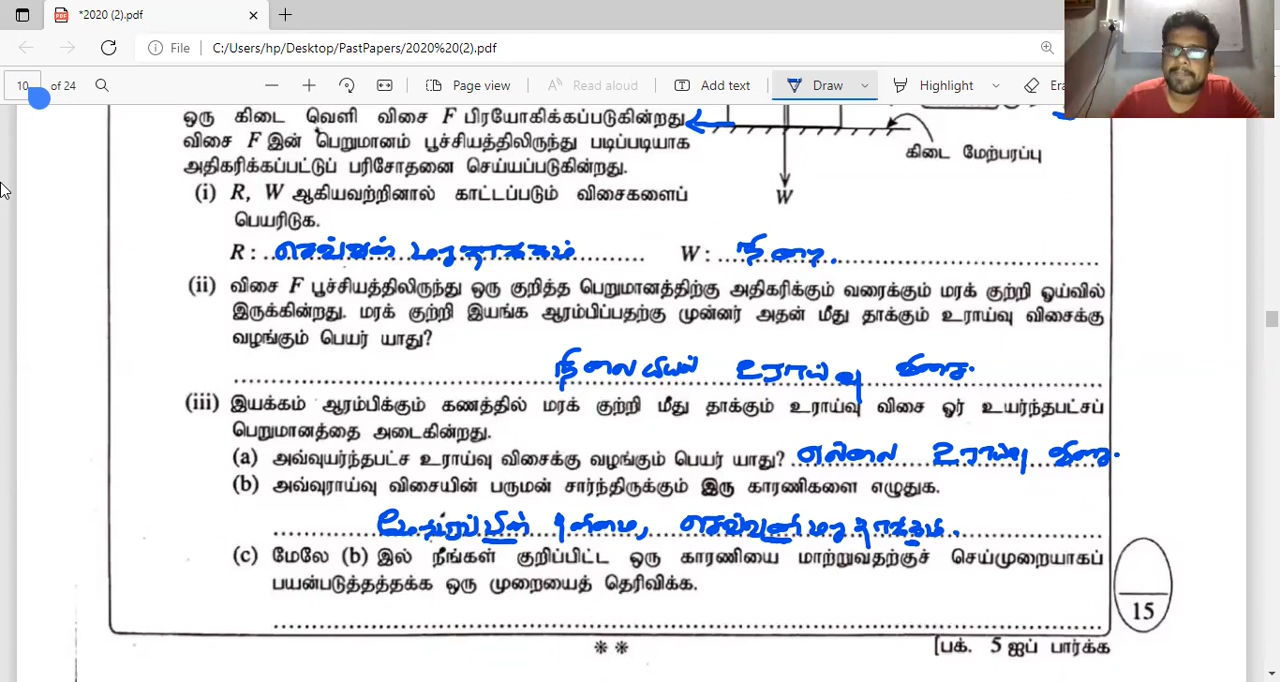 *2020 (2).pdf
File C:/Users/hp/Desktop/PastPapers/2020%20(2).pdf
10 of 24 Page view Read aloud Add text Draw Highlight Era
ஒரு கிடை வெளி விசை F பிரயோகிக்கப்படுகின்றது.
விசை F இன் பெறுமானம் பூச்சியத்திலிருந்து படிப்படியாக
அதிகரிக்கப்பட்டுப் பரிசோதனை செய்யப்படுகின்றது.
கிடை மேற்பரப்பு
W
(i) R, W ஆகியவற்றினால் காட்டப்படும் விசைகளைப்
பெயரிடுக.
R : செவ்வன் மறுதாக்கம் W : நிறை.
(ii) விசை F பூச்சியத்திலிருந்து ஒரு குறித்த பெறுமானத்திற்கு அதிகரிக்கும் வரைக்கும் மரக் குற்றி ஓய்வில்
இருக்கின்றது. மரக் குற்றி இயங்க ஆரம்பிப்பதற்கு முன்னர் அதன் மீது தாக்கும் உராய்வு விசைக்கு
வழங்கும் பெயர் யாது?
நிலையியல் உராய்வு விசை.
(iii) இயக்கம் ஆரம்பிக்கும் கணத்தில் மரக் குற்றி மீது தாக்கும் உராய்வு விசை ஓர் உயர்ந்தபட்சப்
பெறுமானத்தை அடைகின்றது.
(a) அவ்வுயர்ந்தபட்ச உராய்வு விசைக்கு வழங்கும் பெயர் யாது? எல்லை உராய்வு விசை.
(b) அவ்வுராய்வு விசையின் பருமன் சார்ந்திருக்கும் இரு காரணிகளை எழுதுக.
மேற்பரப்பின் தன்மை, செவ்வன் மறுதாக்கம்.
(c) மேலே (b) இல் நீங்கள் குறிப்பிட்ட ஒரு காரணியை மாற்றுவதற்குச் செய்முறையாகப்
பயன்படுத்தத்தக்க ஒரு முறையைத் தெரிவிக்க.
15
** [பக். 5 ஐப் பார்க்க